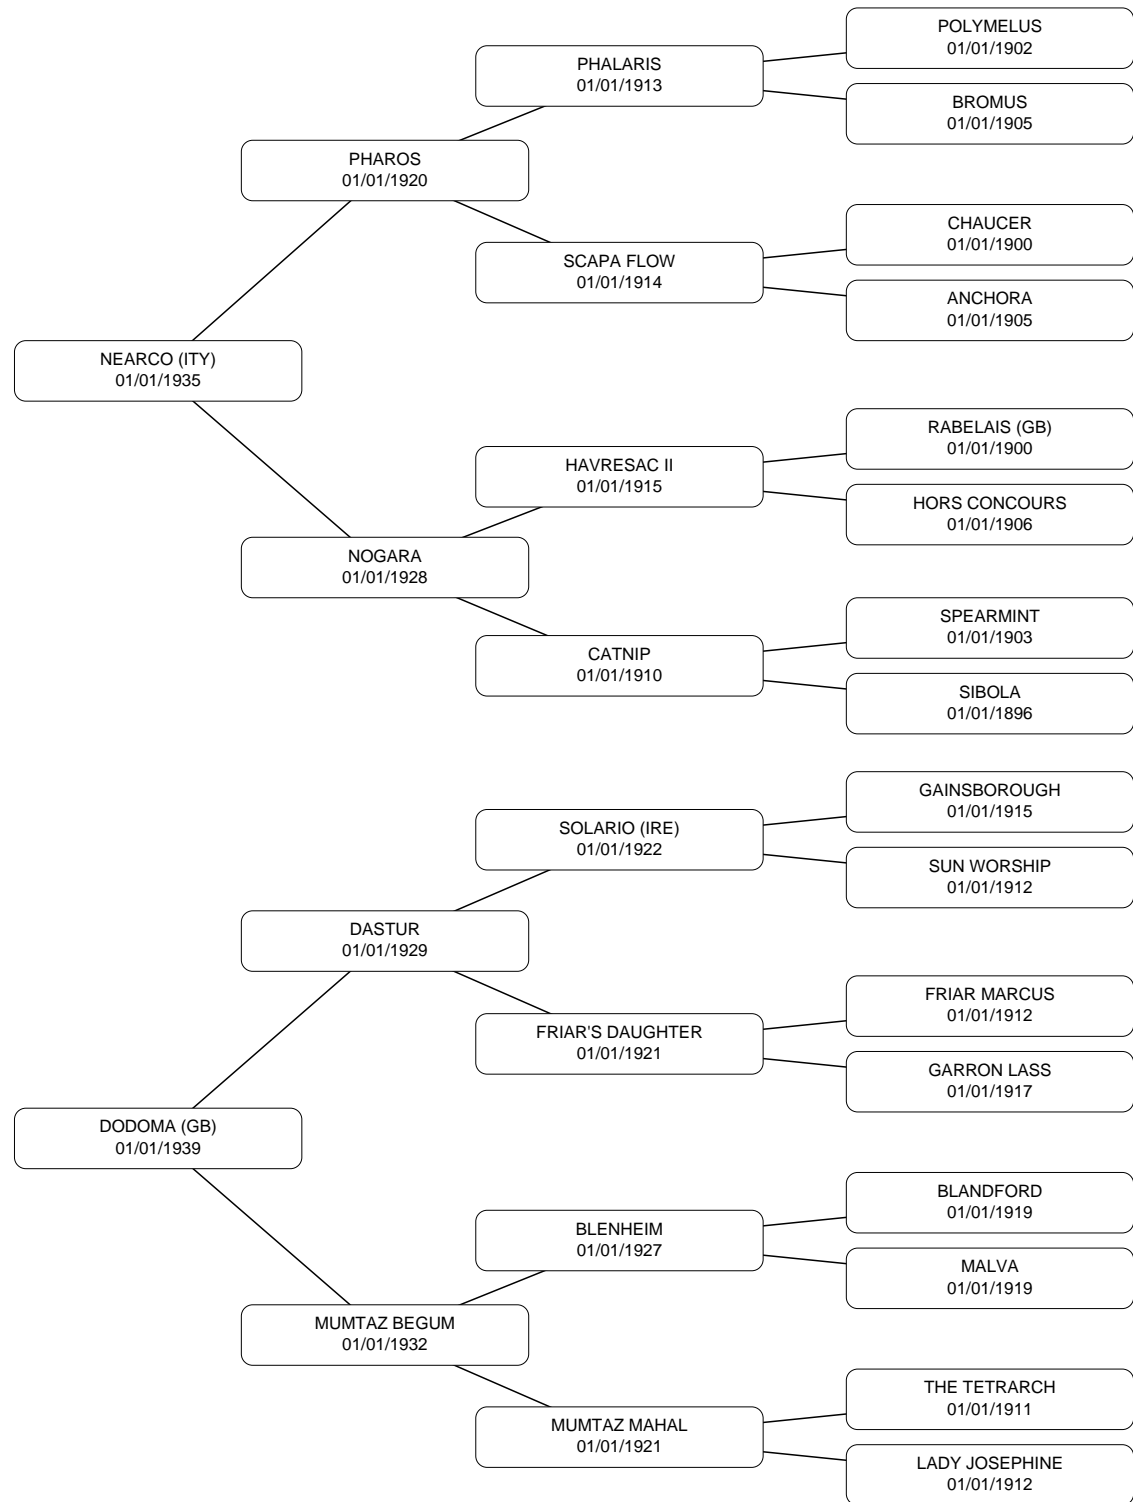 POLYMELUS
01/01/1902
PHALARIS
01/01/1913
BROMUS
01/01/1905
PHAROS
01/01/1920
CHAUCER
01/01/1900
SCAPA FLOW
01/01/1914
ANCHORA
01/01/1905
NEARCO (ITY)
01/01/1935
RABELAIS (GB)
01/01/1900
HAVRESAC II
01/01/1915
HORS CONCOURS
01/01/1906
NOGARA
01/01/1928
SPEARMINT
01/01/1903
CATNIP
01/01/1910
SIBOLA
01/01/1896
GAINSBOROUGH
01/01/1915
SOLARIO (IRE)
01/01/1922
SUN WORSHIP
01/01/1912
DASTUR
01/01/1929
FRIAR MARCUS
01/01/1912
FRIAR'S DAUGHTER
01/01/1921
GARRON LASS
01/01/1917
DODOMA (GB)
01/01/1939
BLANDFORD
01/01/1919
BLENHEIM
01/01/1927
MALVA
01/01/1919
MUMTAZ BEGUM
01/01/1932
THE TETRARCH
01/01/1911
MUMTAZ MAHAL
01/01/1921
LADY JOSEPHINE
01/01/1912